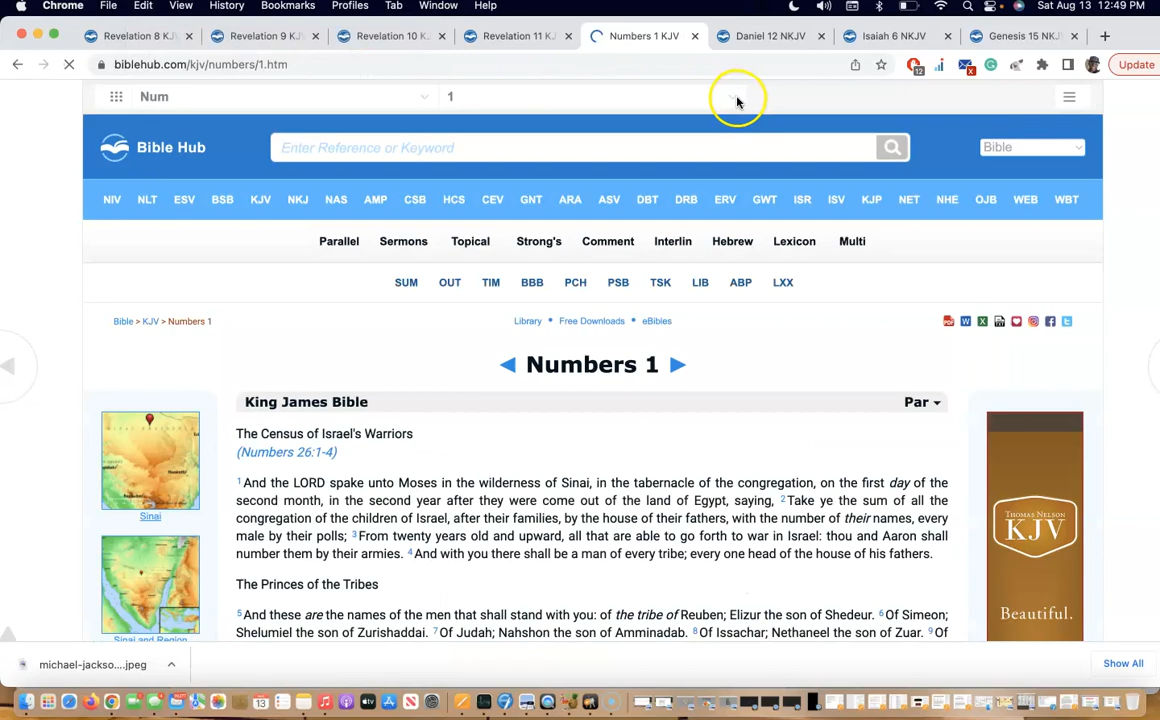 Chrome File Edit View History Bookmarks Profiles Tab Window Help Sat Aug 13 12:49 PM
Revelation 8 KJV × Revelation 9 KJV × Revelation 10 KJ × Revelation 11 KJ × Numbers 1 KJV × Daniel 12 NKJV × Isaiah 6 NKJV × Genesis 15 NKJV × +
biblehub.com/kjv/numbers/1.htm 12 Update
Num 1
Bible Hub Enter Reference or Keyword Bible
NIV NLT ESV BSB KJV NKJ NAS AMP CSB HCS CEV GNT ARA ASV DBT DRB ERV GWT ISR ISV KJP NET NHE OJB WEB WBT
Parallel Sermons Topical Strong's Comment Interlin Hebrew Lexicon Multi
SUM OUT TIM BBB PCH PSB TSK LIB ABP LXX
Bible > KJV > Numbers 1 Library • Free Downloads • eBibles
◄ Numbers 1 ►
King James Bible Par
The Census of Israel's Warriors
(Numbers 26:1-4)
1And the LORD spake unto Moses in the wilderness of Sinai, in the tabernacle of the congregation, on the first day of the
second month, in the second year after they were come out of the land of Egypt, saying, 2Take ye the sum of all the
congregation of the children of Israel, after their families, by the house of their fathers, with the number of their names, every
male by their polls; 3From twenty years old and upward, all that are able to go forth to war in Israel: thou and Aaron shall
number them by their armies. 4And with you there shall be a man of every tribe; every one head of the house of his fathers.
The Princes of the Tribes
5And these are the names of the men that shall stand with you: of the tribe of Reuben; Elizur the son of Shedeur. 6Of Simeon;
Shelumiel the son of Zurishaddai. 7Of Judah; Nahshon the son of Amminadab. 8Of Issachar; Nethaneel the son of Zuar. 9Of
Sinai
Sinai and Region
THOMAS NELSON
KJV
Beautiful.
michael-jackso....jpeg Show All